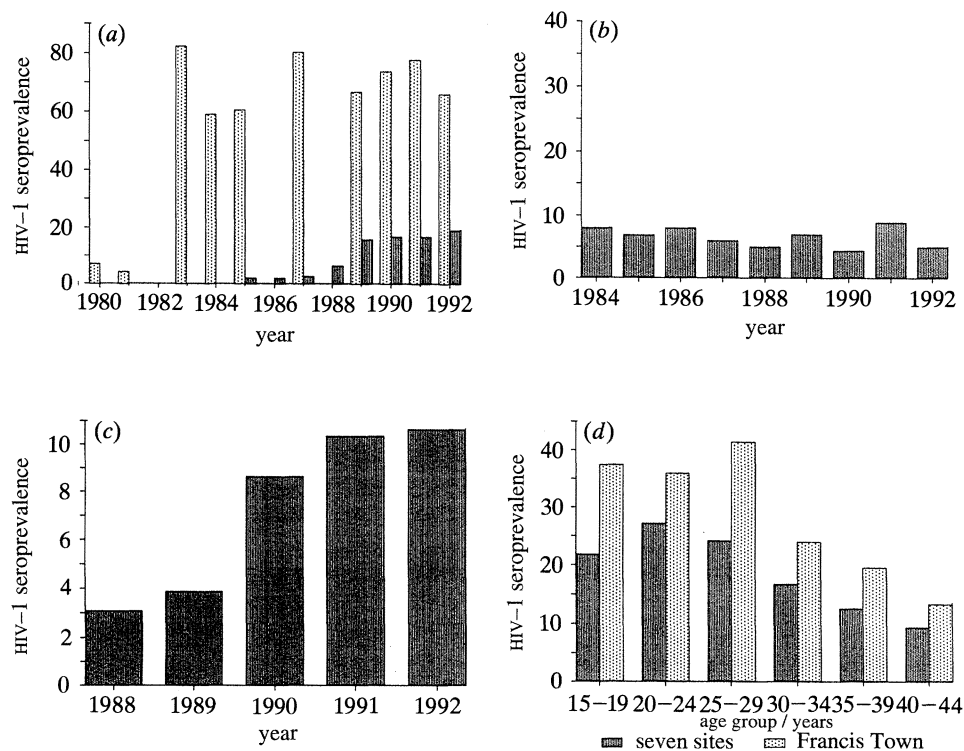 (a)
HIV–1 seroprevalence
80
60
40
20
0
1980 1982 1984 1986 1988 1990 1992
year
(b)
HIV–1 seroprevalence
40
30
20
10
0
1984 1986 1988 1990 1992
year
(c)
HIV–1 seroprevalence
10
8
6
4
2
0
1988 1989 1990 1991 1992
year
(d)
HIV–1 seroprevalence
40
30
20
10
0
15–19 20–24 25–29 30–34 35–39 40–44
age group / years
seven sites Francis Town